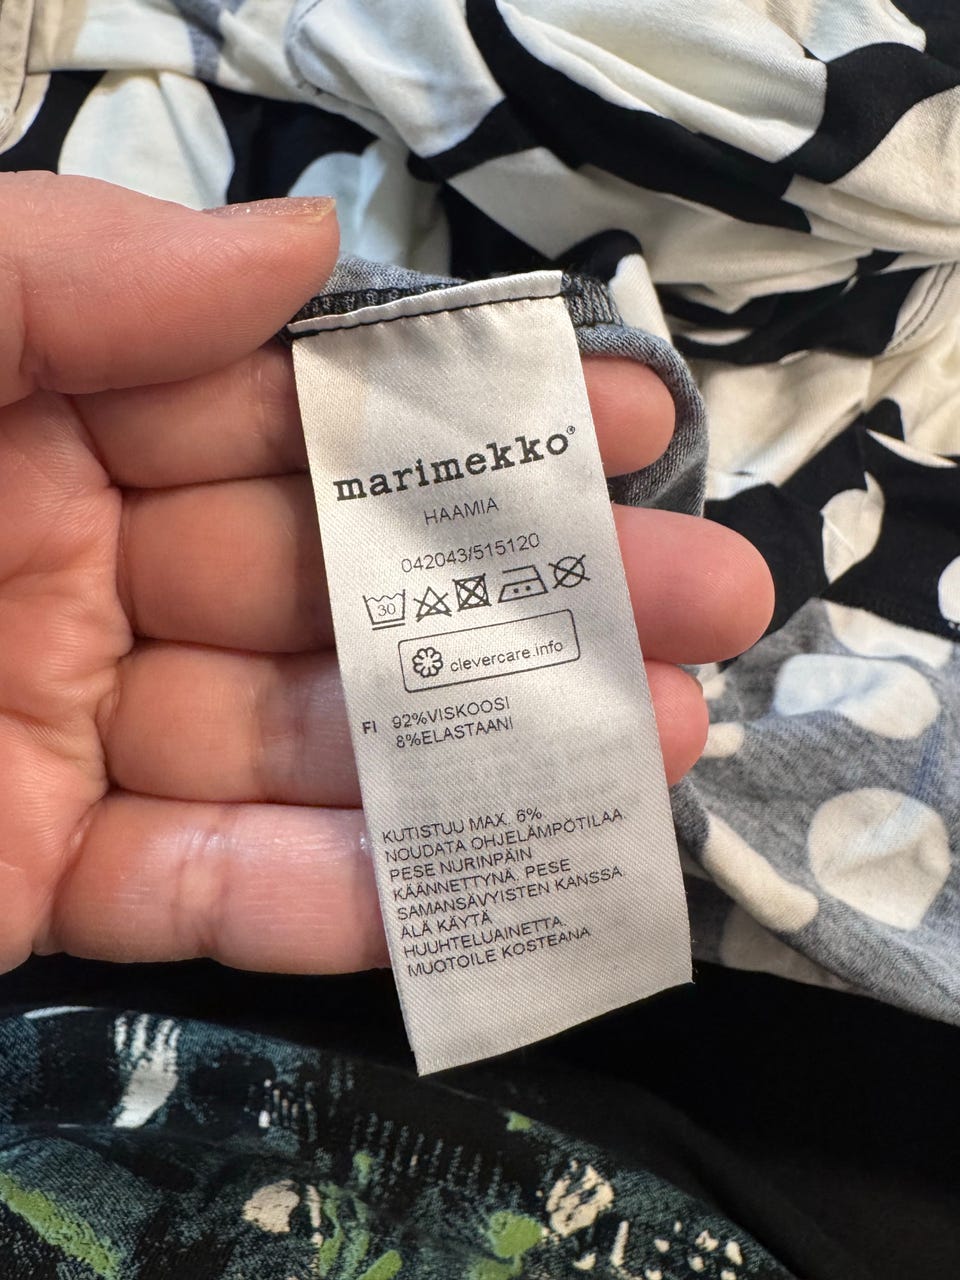 marimekko®
HAAMIA
042043/515120
30
clevercare.info
FI 92%VISKOOSI
8%ELASTAANI
KUTISTUU MAX. 6%
NOUDATA OHJELÄMPÖTILAA
PESE NURINPÄIN
KÄÄNNETTYNÄ, PESE
SAMANSÄVYISTEN KANSSA
ÄLÄ KÄYTÄ
HUUHTELUAINETTA
MUOTOILE KOSTEANA